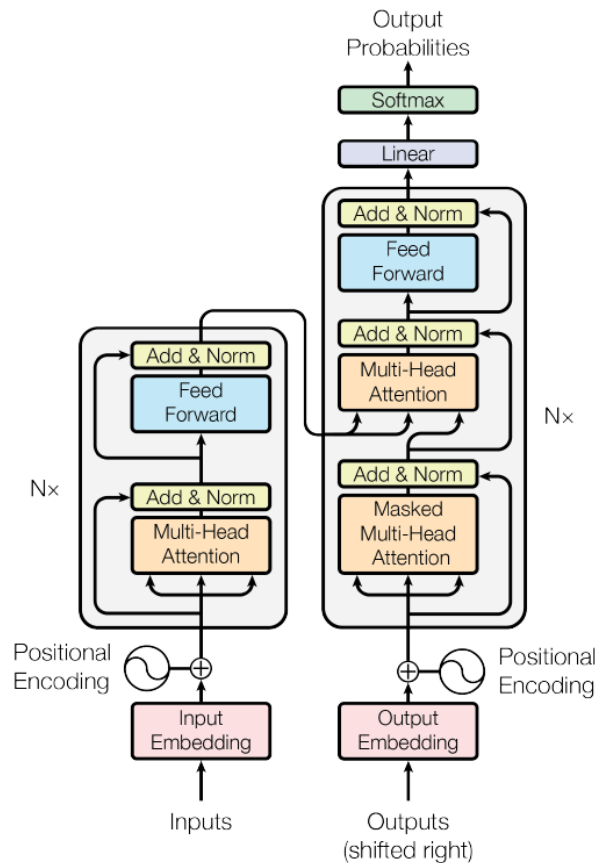 Output
Probabilities
Softmax
Linear
Add & Norm
Feed
Forward
Add & Norm
Multi-Head
Attention
Add & Norm
Masked
Multi-Head
Attention
Nx
Add & Norm
Feed
Forward
Add & Norm
Multi-Head
Attention
Nx
Positional
Encoding
Positional
Encoding
Input
Embedding
Output
Embedding
Inputs
Outputs
(shifted right)